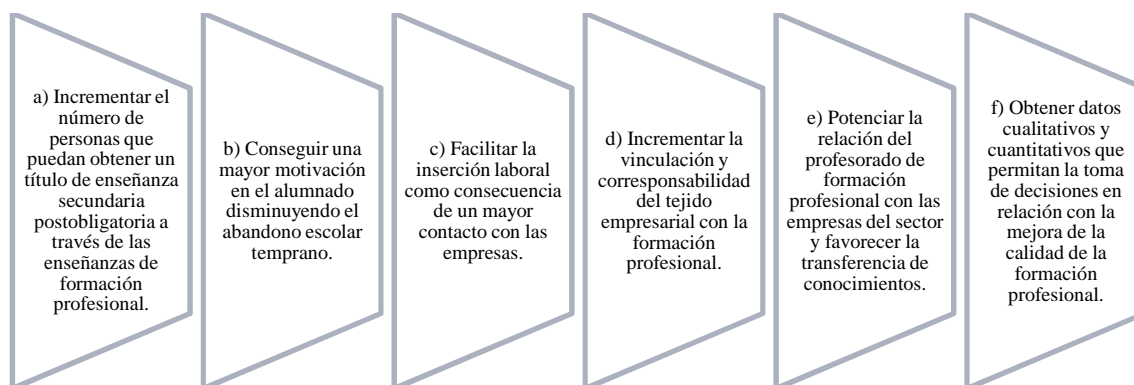 a) Incrementar el
número de
personas que
puedan obtener un
título de enseñanza
secundaria
postobligatoria a
través de las
enseñanzas de
formación
profesional.
b) Conseguir una
mayor motivación
en el alumnado
disminuyendo el
abandono escolar
temprano.
c) Facilitar la
inserción laboral
como consecuencia
de un mayor
contacto con las
empresas.
d) Incrementar la
vinculación y
corresponsabilidad
del tejido
empresarial con la
formación
profesional.
e) Potenciar la
relación del
profesorado de
formación
profesional con las
empresas del sector
y favorecer la
transferencia de
conocimientos.
f) Obtener datos
cualitativos y
cuantitativos que
permitan la toma
de decisiones en
relación con la
mejora de la
calidad de la
formación
profesional.